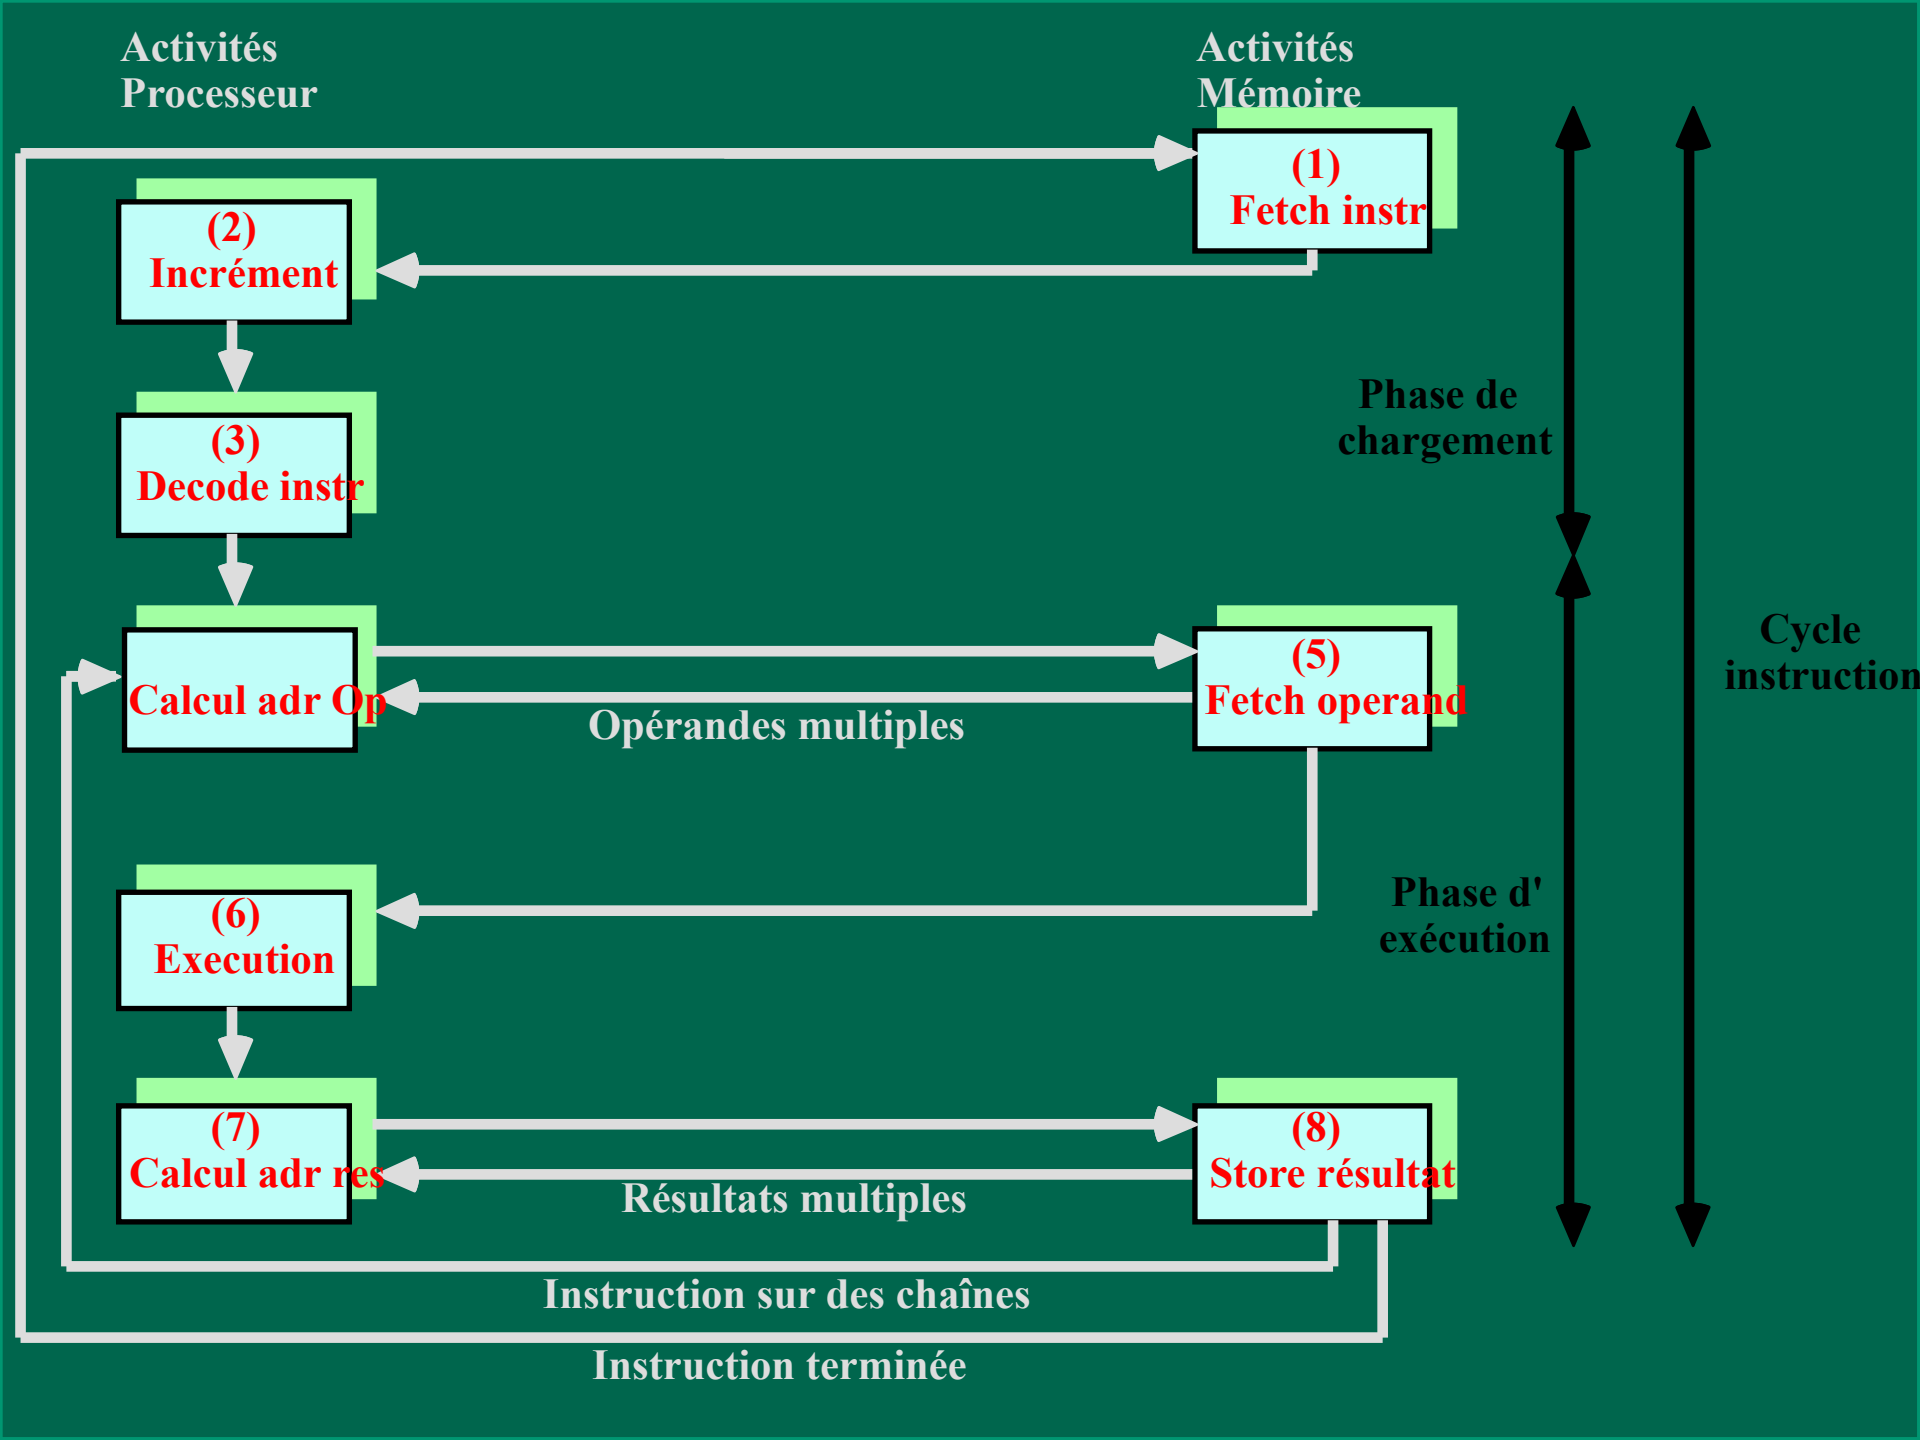 Activités
Processeur
Activités
Mémoire
(1)
Fetch instr
(2)
Incrément
Phase de
chargement
(3)
Decode instr
Cycle
instruction
Calcul adr Op
(5)
Fetch operand
Opérandes multiples
Phase d'
exécution
(6)
Execution
(7)
Calcul adr res
(8)
Store résultat
Résultats multiples
Instruction sur des chaînes
Instruction terminée